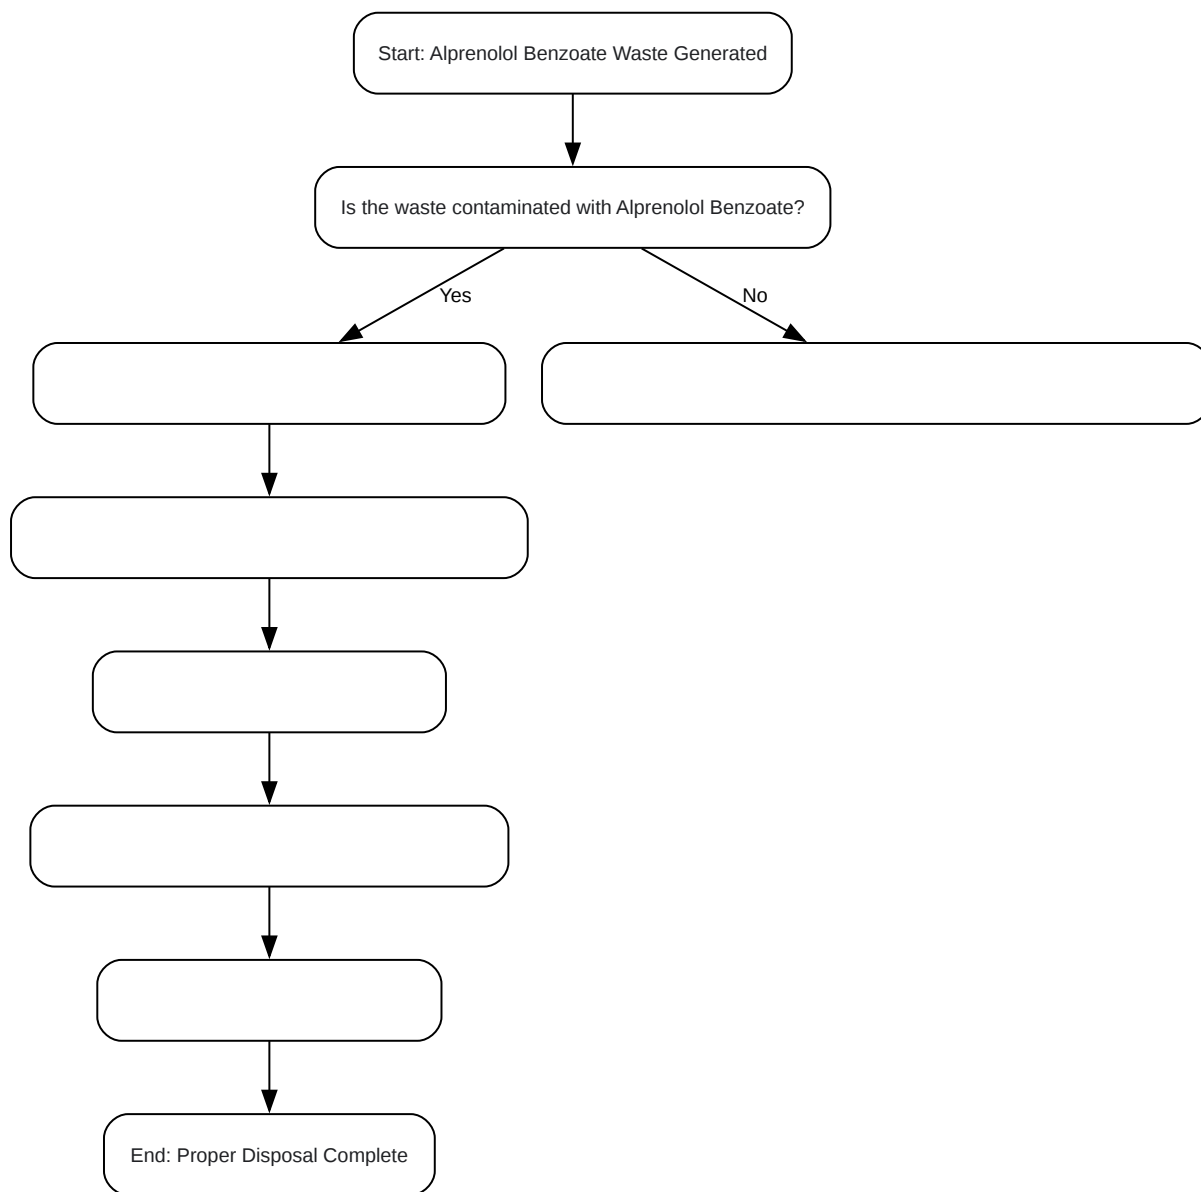 Start: Alprenolol Benzoate Waste Generated
Is the waste contaminated with Alprenolol Benzoate?
Yes
No
End: Proper Disposal Complete